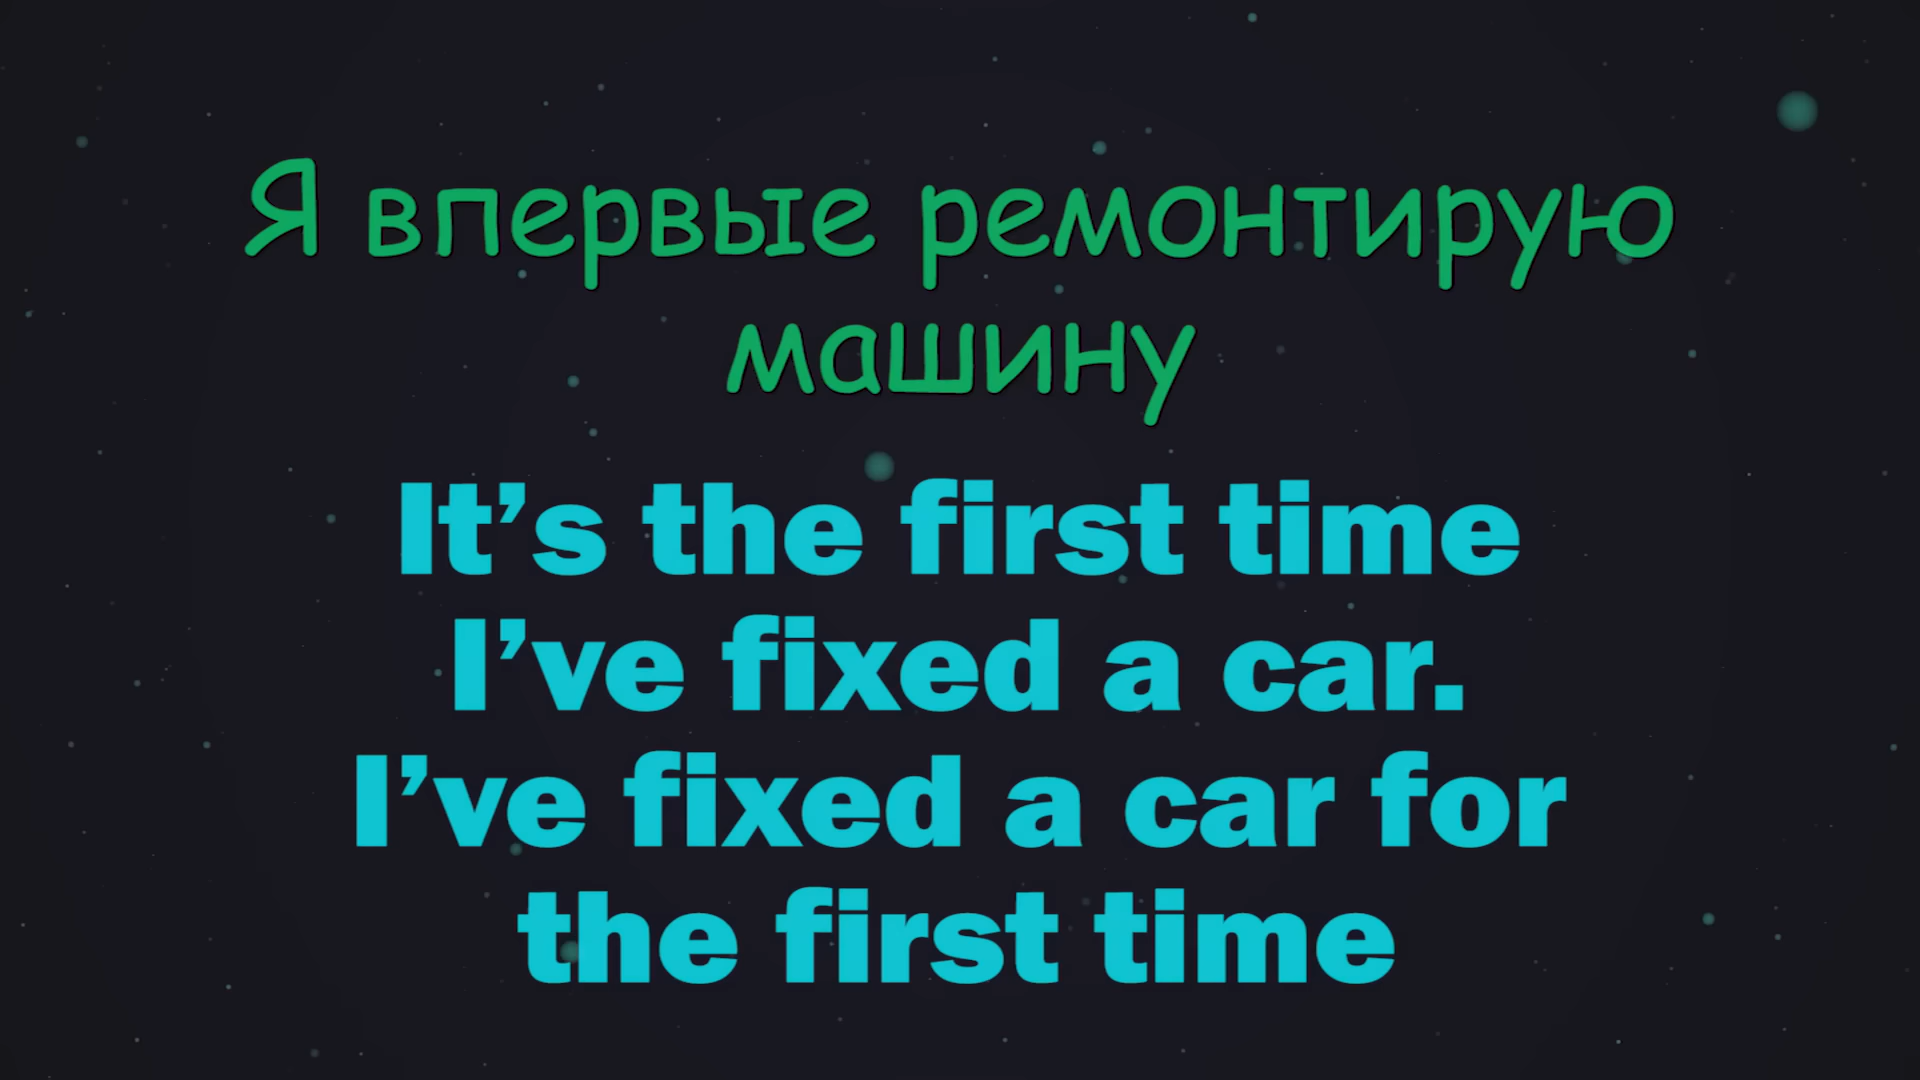 Я впервые ремонтирую
машину
It’s the first time
I’ve fixed a car.
I’ve fixed a car for
the first time